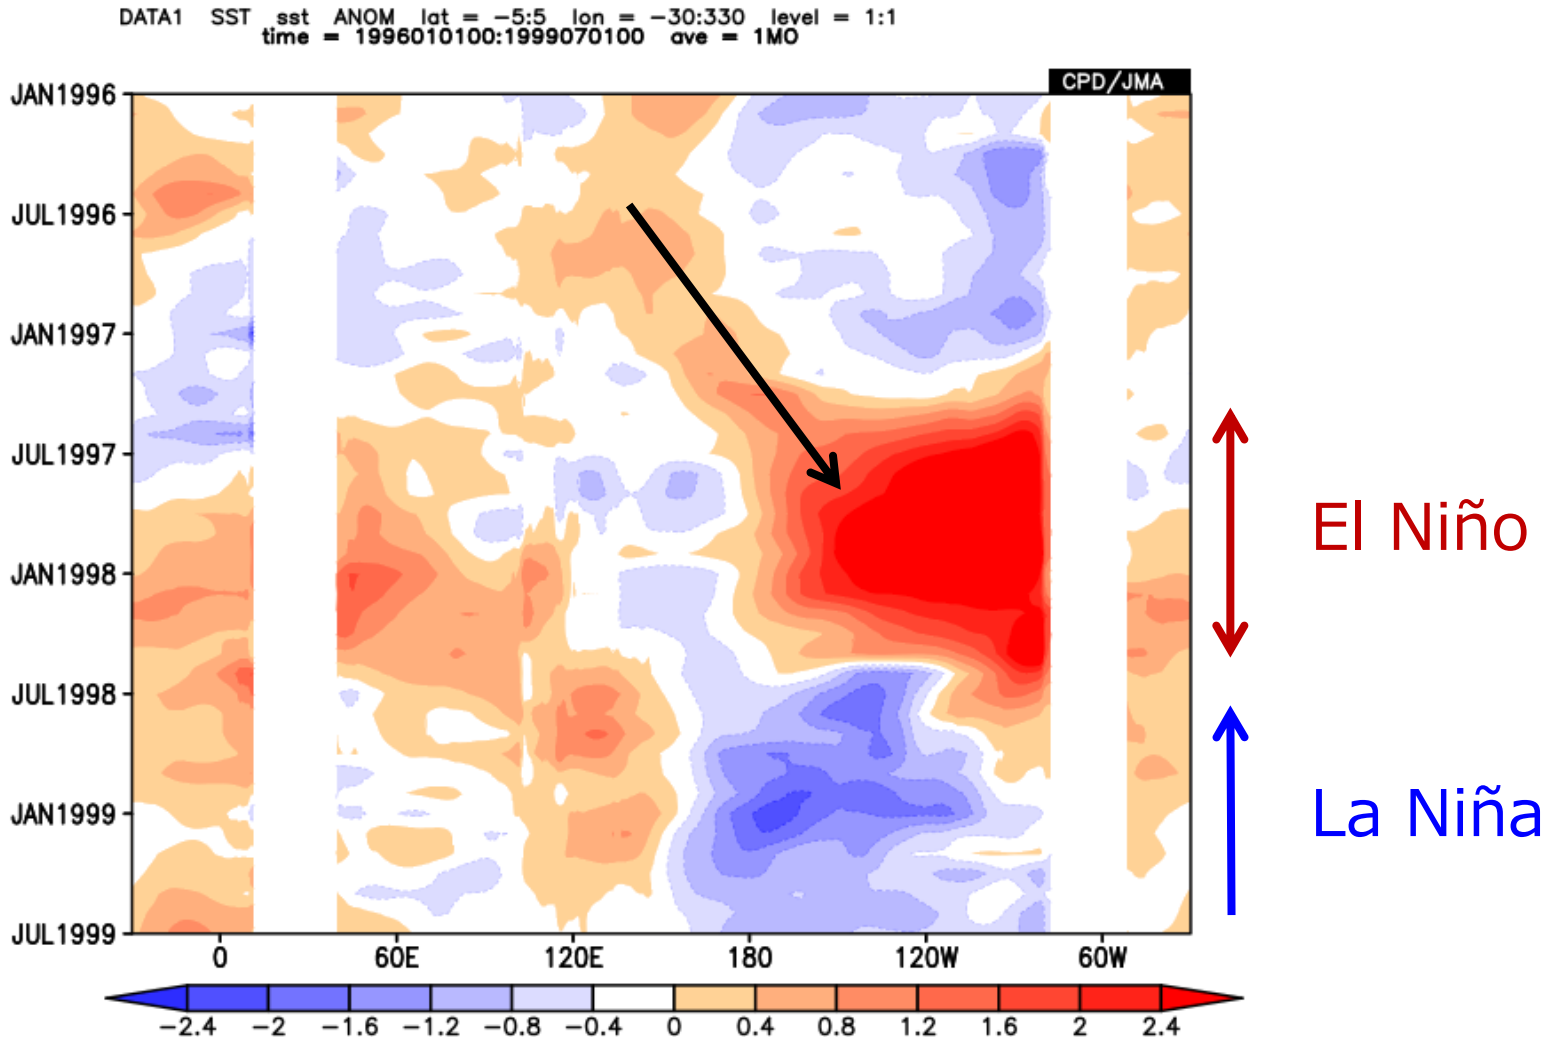 DATA1 SST sst ANOM lat = -5:5 lon = -30:330 level = 1:1
time = 1996010100:1999070100 ave = 1MO
CPD/JMA
JAN1996
JUL1996
JAN1997
JUL1997
JAN1998
JUL1998
JAN1999
JUL1999
El Niño
La Niña
0 60E 120E 180 120W 60W
-2.4 -2 -1.6 -1.2 -0.8 -0.4 0 0.4 0.8 1.2 1.6 2 2.4